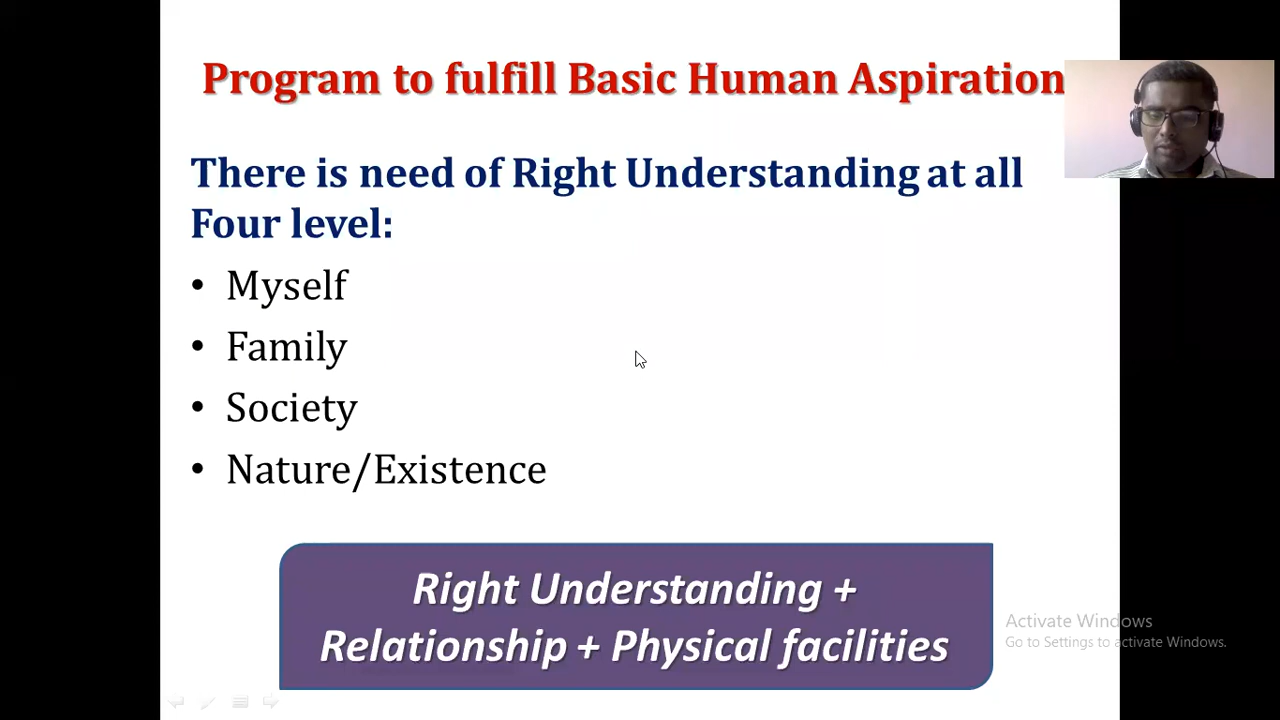 Program to fulfill Basic Human Aspiration
There is need of Right Understanding at all
Four level:
• Myself
• Family
• Society
• Nature/Existence
Right Understanding +
Relationship + Physical facilities
Activate Windows
Go to Settings to activate Windows.